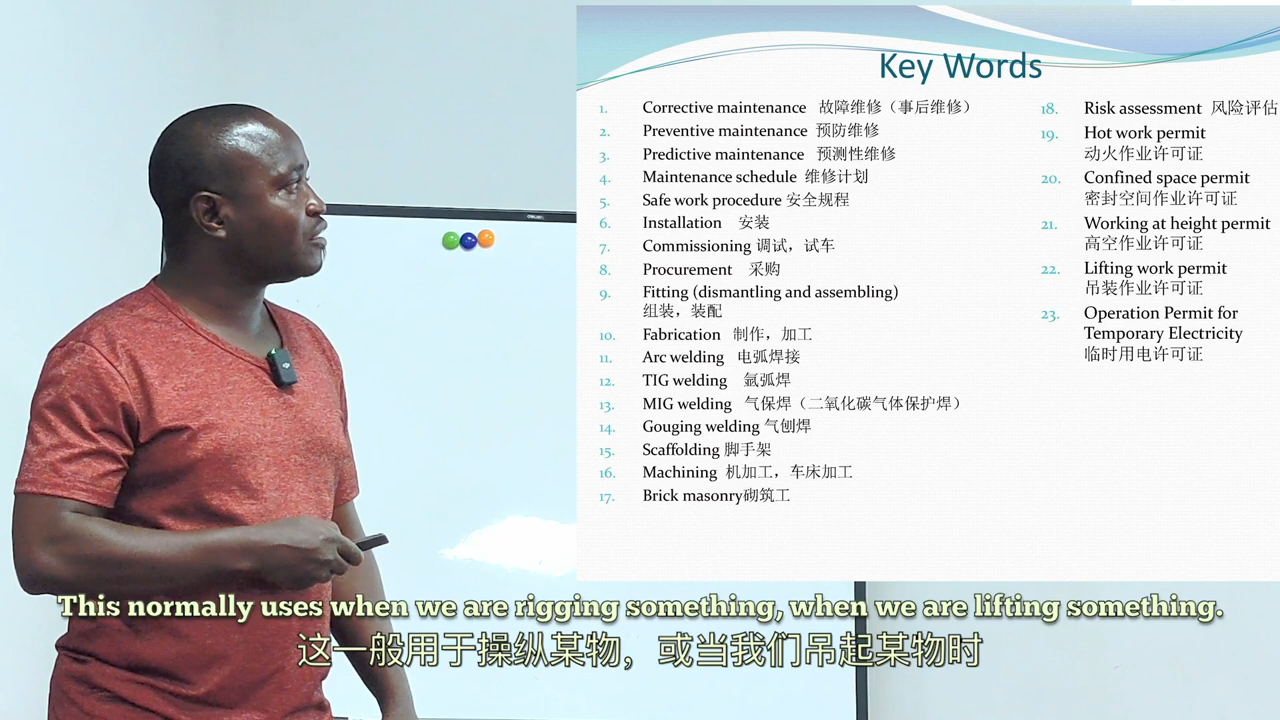 Key Words
1. Corrective maintenance 故障维修（事后维修）
2. Preventive maintenance 预防维修
3. Predictive maintenance 预测性维修
4. Maintenance schedule 维修计划
5. Safe work procedure 安全规程
6. Installation 安装
7. Commissioning 调试，试车
8. Procurement 采购
9. Fitting (dismantling and assembling)
组装，装配
10. Fabrication 制作，加工
11. Arc welding 电弧焊接
12. TIG welding 氩弧焊
13. MIG welding 气保焊（二氧化碳气体保护焊）
14. Gouging welding 气刨焊
15. Scaffolding 脚手架
16. Machining 机加工，车床加工
17. Brick masonry砌筑工
18. Risk assessment 风险评估
19. Hot work permit
动火作业许可证
20. Confined space permit
密封空间作业许可证
21. Working at height permit
高空作业许可证
22. Lifting work permit
吊装作业许可证
23. Operation Permit for
Temporary Electricity
临时用电许可证
This normally uses when we are rigging something, when we are lifting something.
这一般用于操纵某物，或当我们吊起某物时